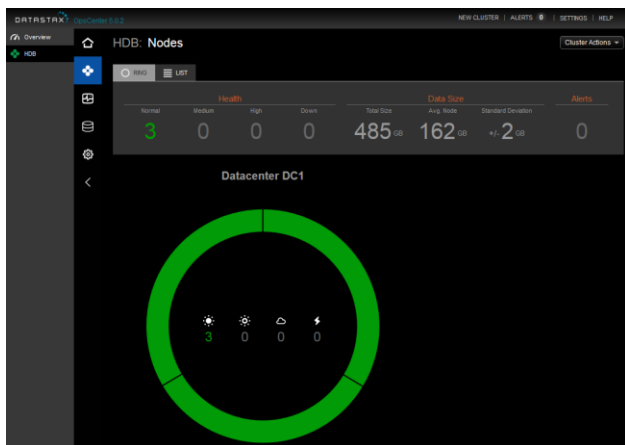 DATASTAX OpsCenter 5.0.2
NEW CLUSTER | ALERTS 0 | SETTINGS | HELP
Overview
HDB
HDB: Nodes
Cluster Actions
RING LIST
Health Data Size Alerts
Normal Medium High Down Total Size Avg. Node Standard Deviation
3 0 0 0 485 GB 162 GB +/- 2 GB 0
Datacenter DC1
3 0 0 0